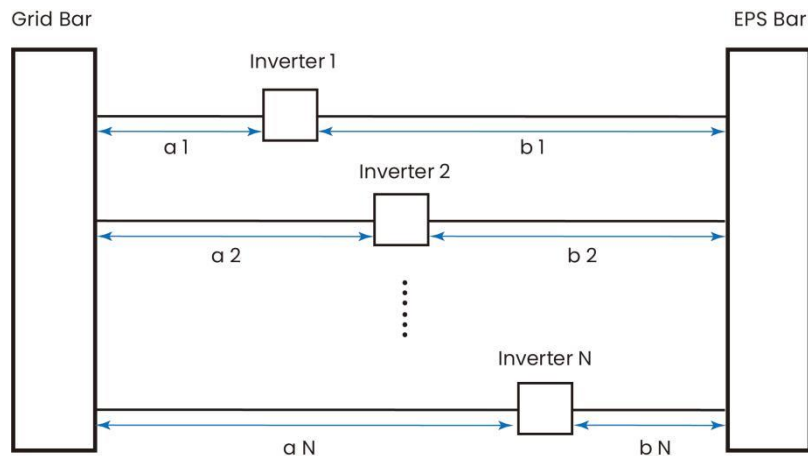 Grid Bar
EPS Bar
Inverter 1
a 1
b 1
Inverter 2
a 2
b 2
Inverter N
a N
b N